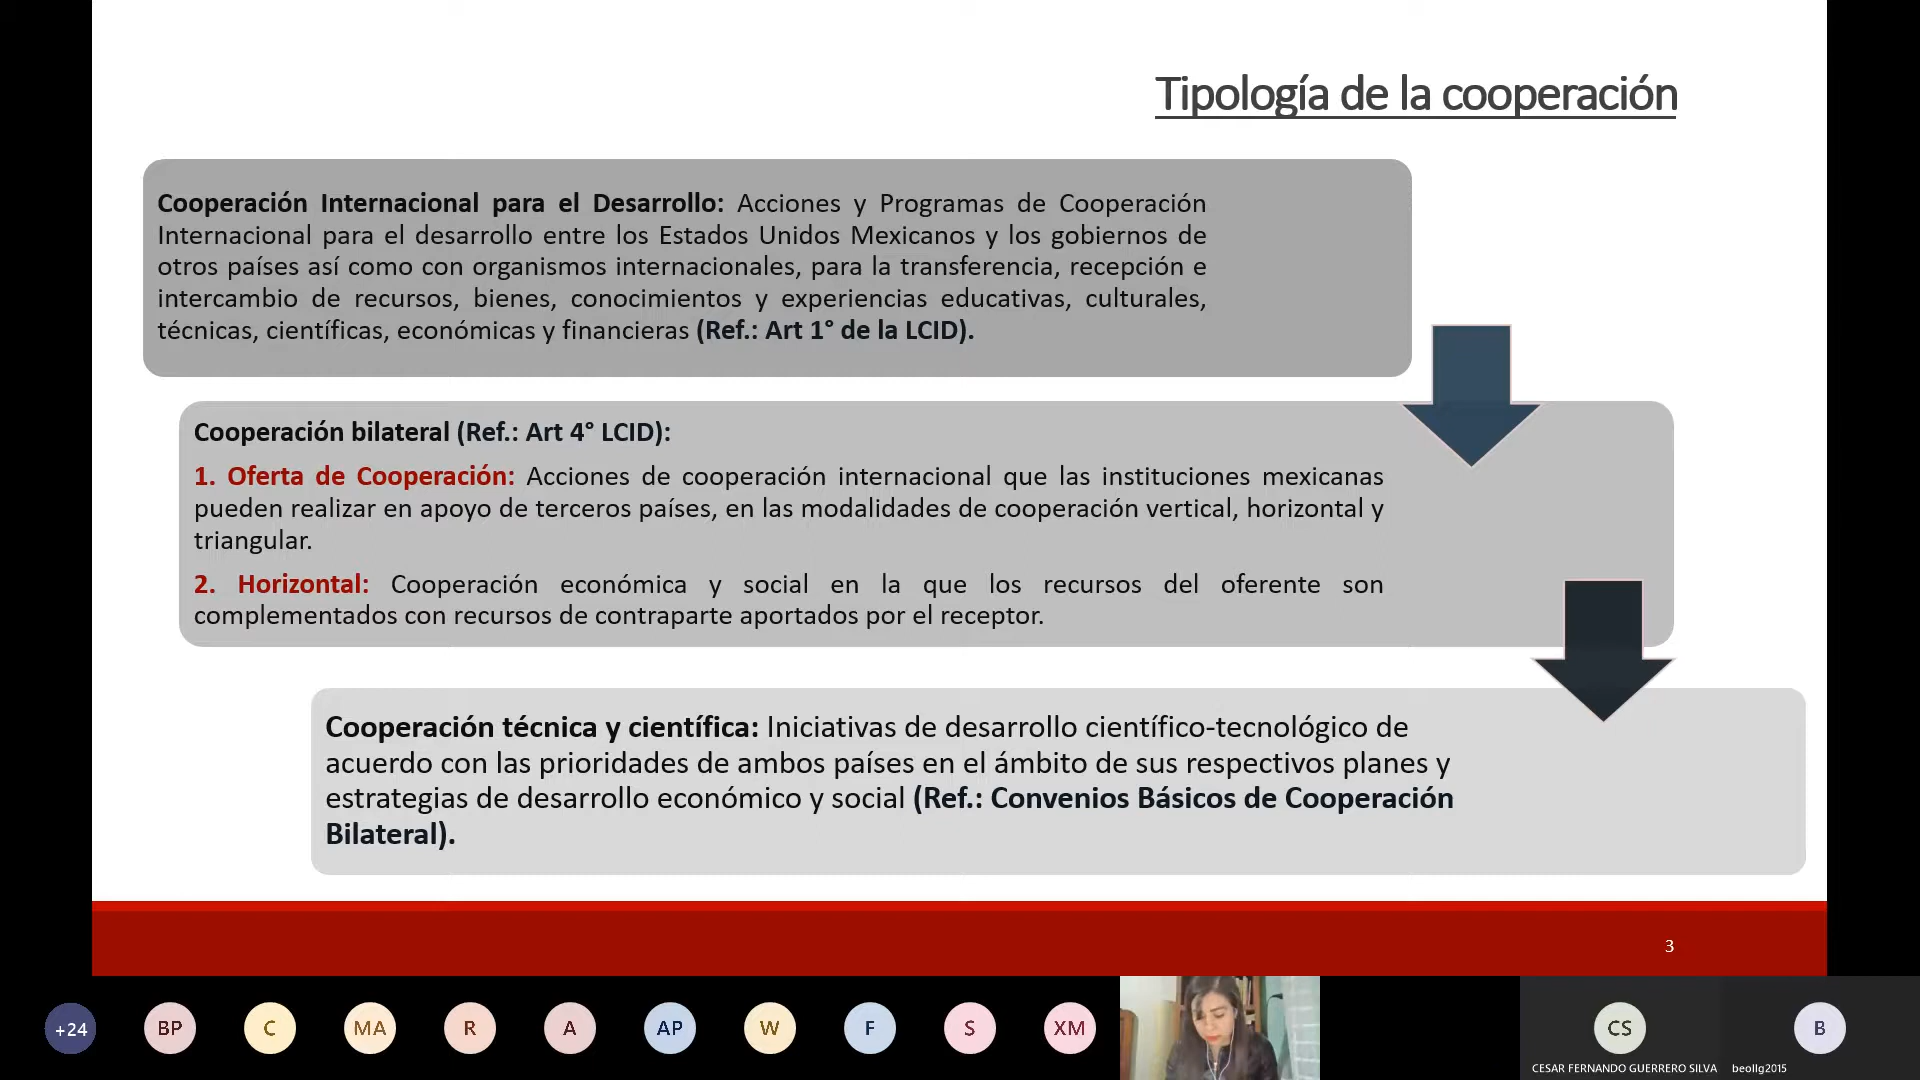 Tipología de la cooperación
Cooperación Internacional para el Desarrollo: Acciones y Programas de Cooperación
Internacional para el desarrollo entre los Estados Unidos Mexicanos y los gobiernos de
otros países así como con organismos internacionales, para la transferencia, recepción e
intercambio de recursos, bienes, conocimientos y experiencias educativas, culturales,
técnicas, científicas, económicas y financieras (Ref.: Art 1° de la LCID).
Cooperación bilateral (Ref.: Art 4° LCID):
1. Oferta de Cooperación: Acciones de cooperación internacional que las instituciones mexicanas
pueden realizar en apoyo de terceros países, en las modalidades de cooperación vertical, horizontal y
triangular.
2. Horizontal: Cooperación económica y social en la que los recursos del oferente son
complementados con recursos de contraparte aportados por el receptor.
Cooperación técnica y científica: Iniciativas de desarrollo científico-tecnológico de
acuerdo con las prioridades de ambos países en el ámbito de sus respectivos planes y
estrategias de desarrollo económico y social (Ref.: Convenios Básicos de Cooperación
Bilateral).
3
+24 BP C MA R A AP W F S XM CS B
CESAR FERNANDO GUERRERO SILVA beollg2015